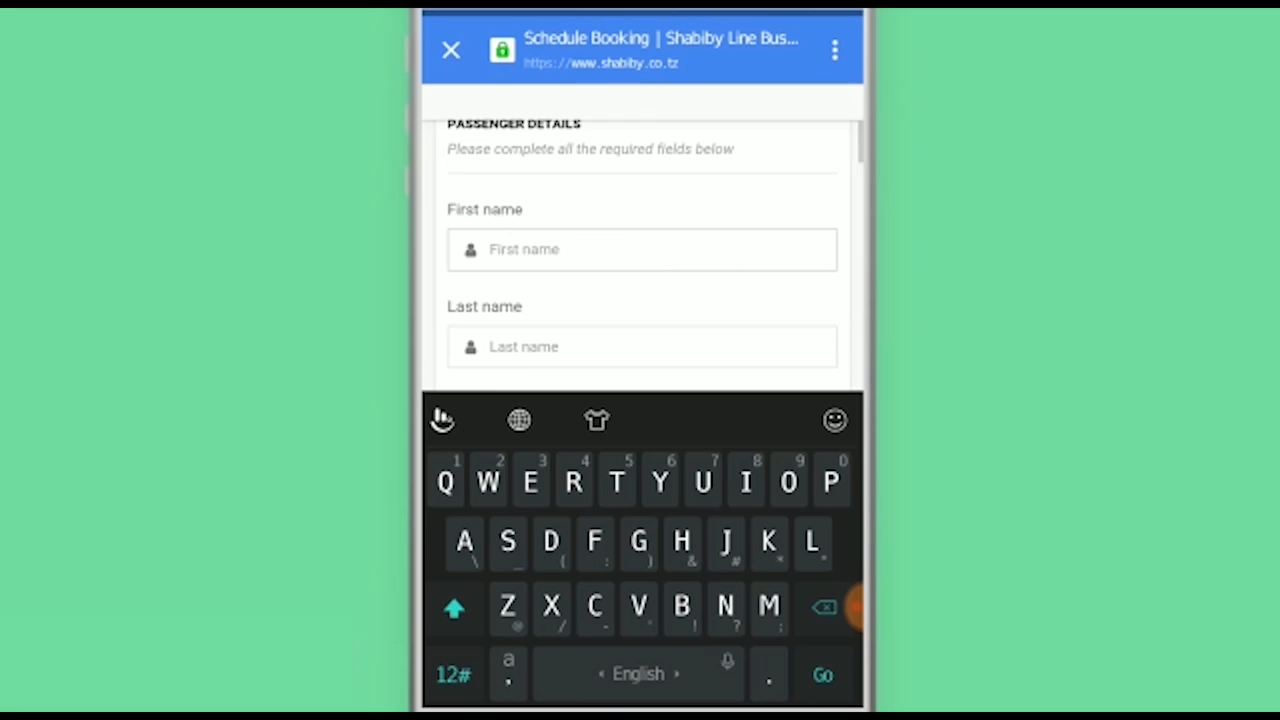 Schedule Booking | Shabiby Line Bus...
https://www.shabiby.co.tz
PASSENGER DETAILS
Please complete all the required fields below
First name
First name
Last name
Last name
1 2 3 4 5 6 7 8 9 0
Q W E R T Y U I O P
A S D F G H J K L
\ _ ( : ) & # * "
Z X C V B N M
@ / - ' ! ? ;
12# a , English . Go